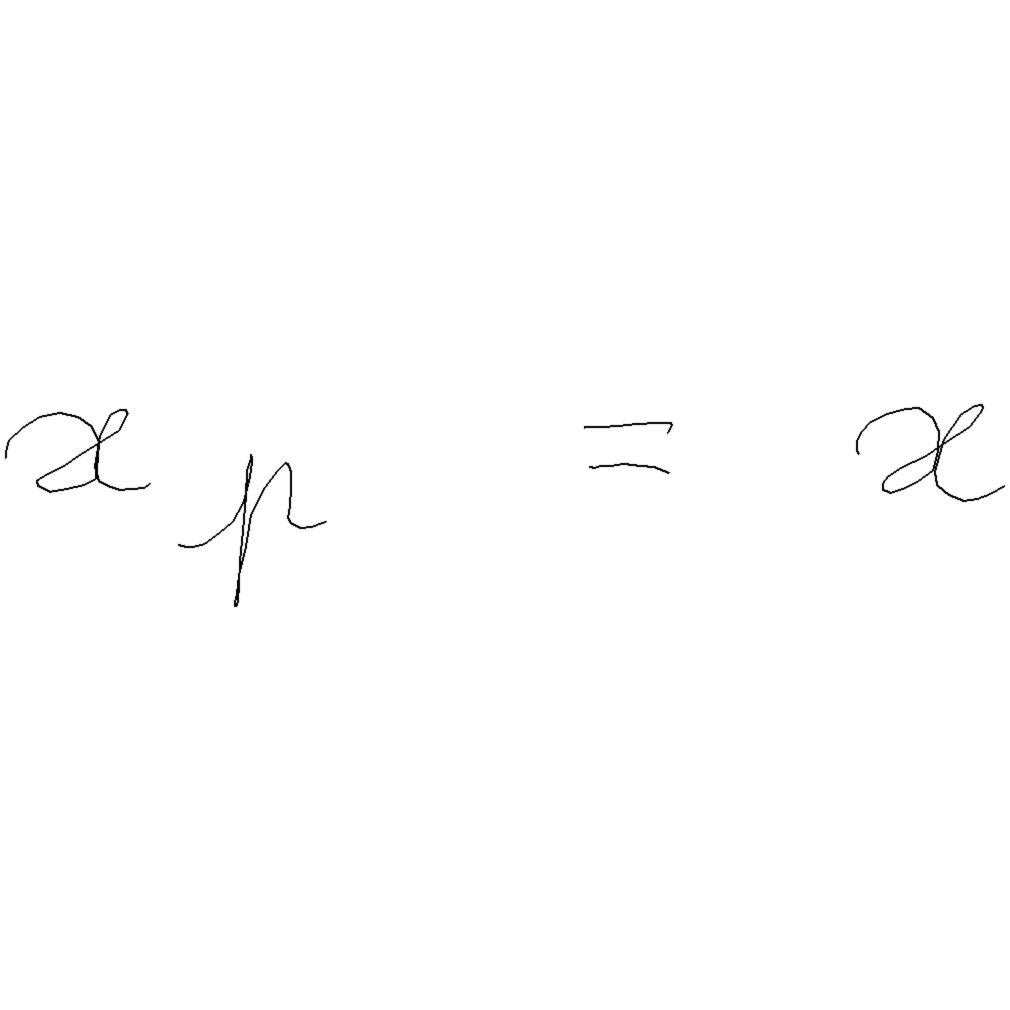 x_p = x